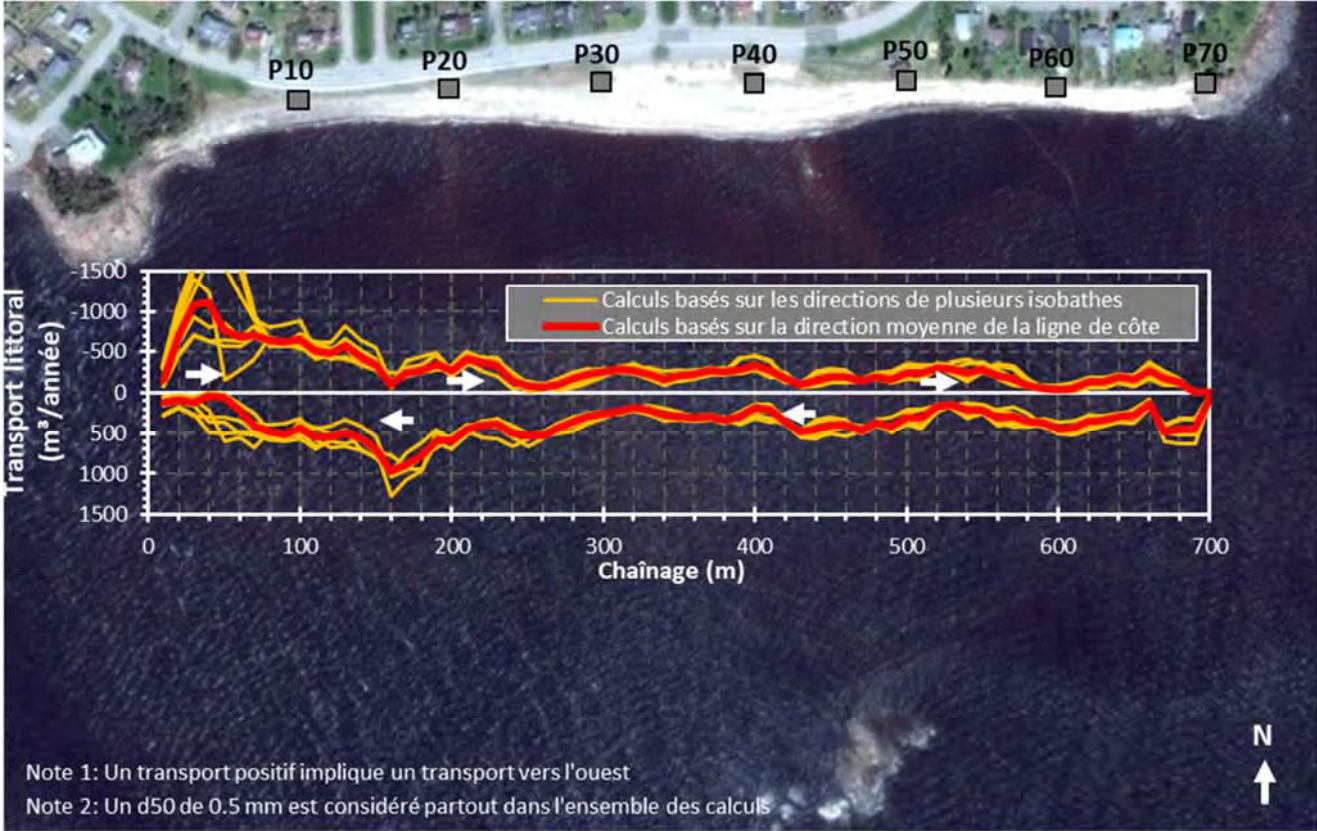 P10 P20 P30 P40 P50 P60 P70
Transport littoral
(m³/année)
-1500
-1000
-500
0
500
1000
1500
Calculs basés sur les directions de plusieurs isobathes
Calculs basés sur la direction moyenne de la ligne de côte
0 100 200 300 400 500 600 700
Chaînage (m)
N
Note 1: Un transport positif implique un transport vers l'ouest
Note 2: Un d50 de 0.5 mm est considéré partout dans l'ensemble des calculs